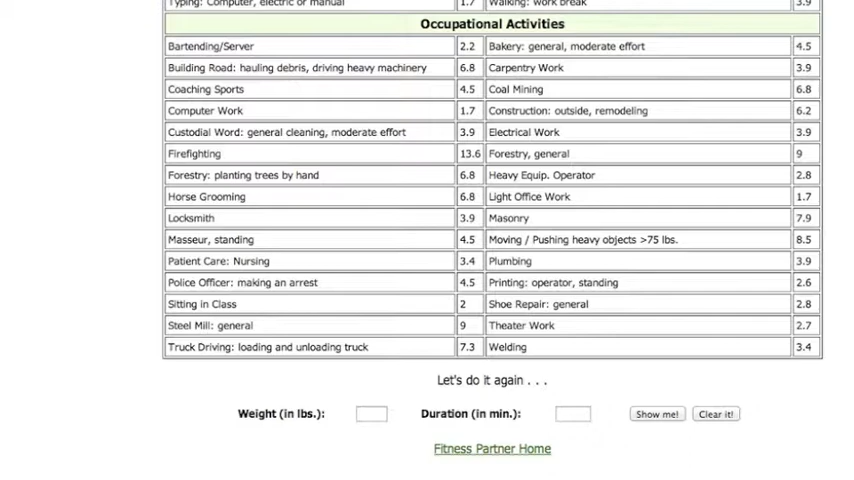 Typing: Computer, electric or manual 1.7 Walking: work break 3.9
Occupational Activities
Bartending/Server 2.2 Bakery: general, moderate effort 4.5
Building Road: hauling debris, driving heavy machinery 6.8 Carpentry Work 3.9
Coaching Sports 4.5 Coal Mining 6.8
Computer Work 1.7 Construction: outside, remodeling 6.2
Custodial Word: general cleaning, moderate effort 3.9 Electrical Work 3.9
Firefighting 13.6 Forestry, general 9
Forestry: planting trees by hand 6.8 Heavy Equip. Operator 2.8
Horse Grooming 6.8 Light Office Work 1.7
Locksmith 3.9 Masonry 7.9
Masseur, standing 4.5 Moving / Pushing heavy objects >75 lbs. 8.5
Patient Care: Nursing 3.4 Plumbing 3.9
Police Officer: making an arrest 4.5 Printing: operator, standing 2.6
Sitting in Class 2 Shoe Repair: general 2.8
Steel Mill: general 9 Theater Work 2.7
Truck Driving: loading and unloading truck 7.3 Welding 3.4
Let's do it again . . .
Weight (in lbs.): Duration (in min.): Show me! Clear it!
Fitness Partner Home